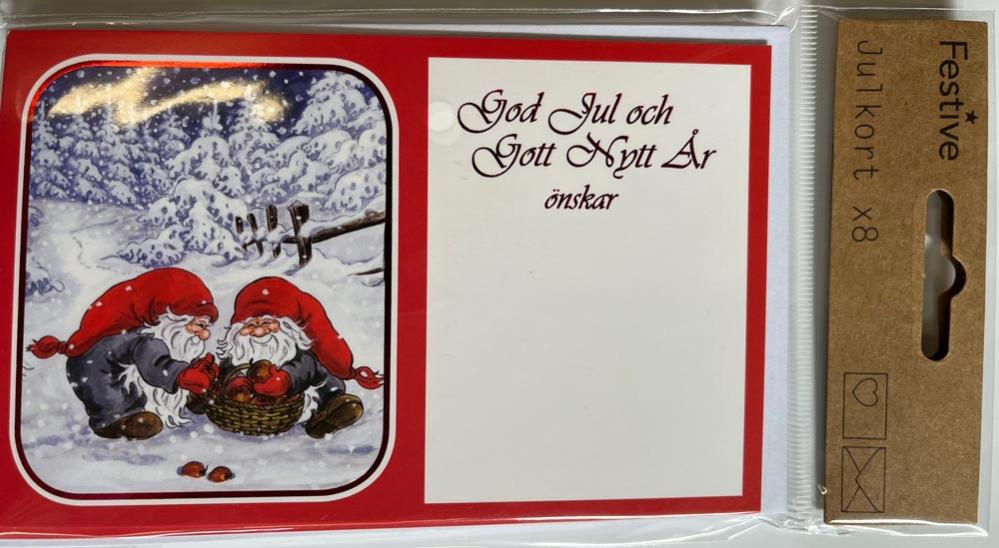 God Jul och
Gott Nytt År
önskar
Festive
Julkort x8